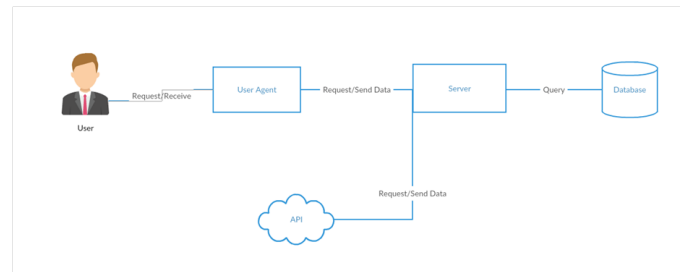 Request/Receive
User Agent
Request/Send Data
Server
Query
Database
User
Request/Send Data
API